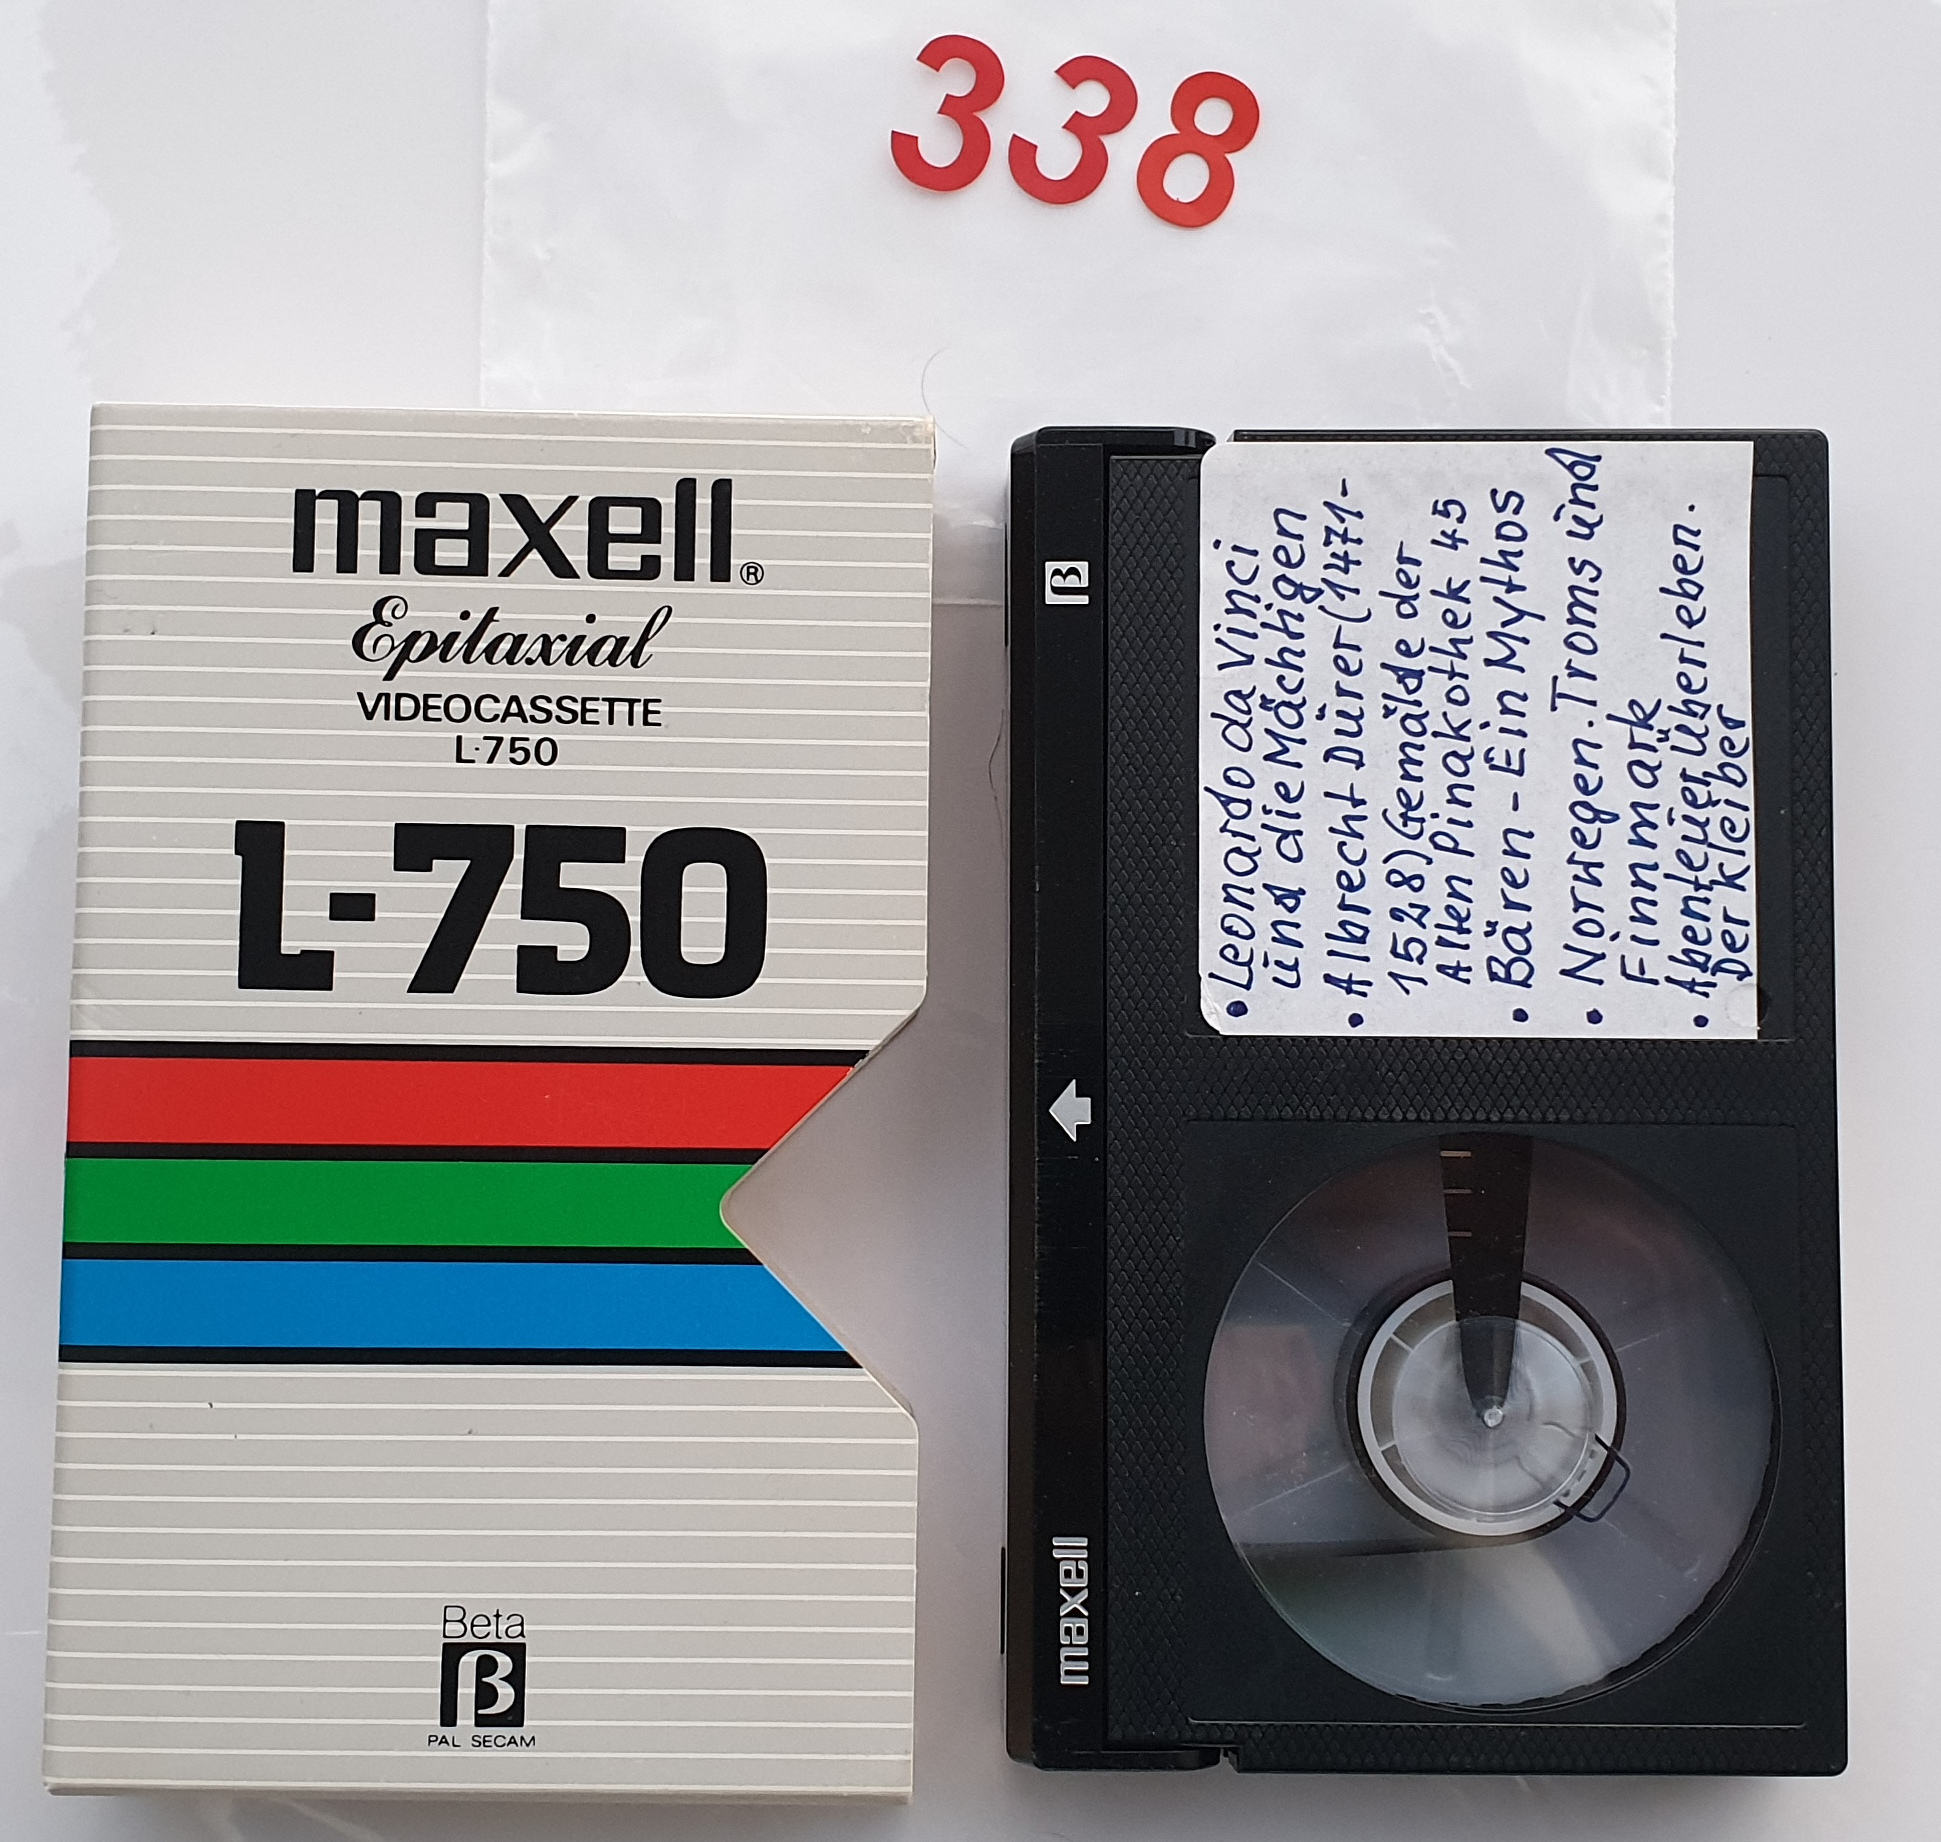 338
maxell®
Epitaxial
VIDEOCASSETTE
L-750
L-750
Beta
β
PAL SECAM
β
maxell
• Leonardo da Vinci
und die Mächtigen
• Albrecht Dürer (1471-
1528) Gemälde der
Alten Pinakothek 45
• Bären - Ein Mythos
• Norwegen. Troms und
Finnmark
• Abenteuer Überleben.
Der Kleiber